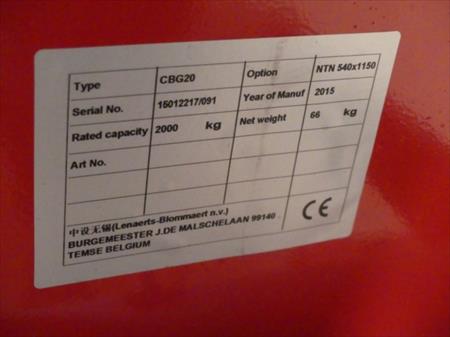 Type CBG20 Option NTN 540x1150
Serial No. 15012217/091 Year of Manuf 2015
Rated capacity 2000 kg Net weight 66 kg
Art No.
中设无锡(Lenaerts-Blommaert n.v.)
BURGEMEESTER J.DE MALSCHELAAN 99140
TEMSE BELGIUM
CE